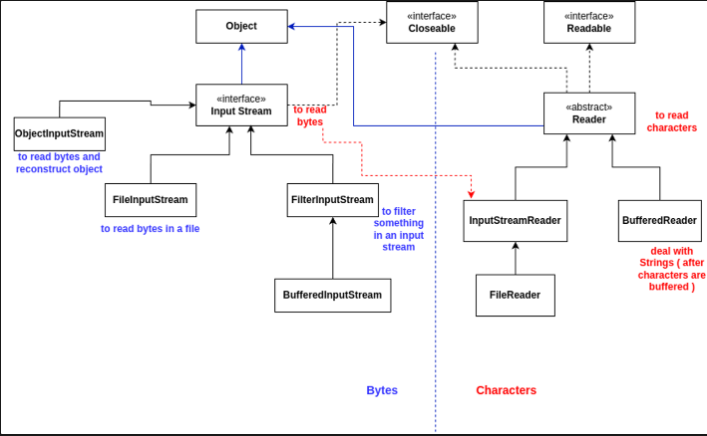 Object
«interface»
Closeable
«interface»
Readable
«interface»
Input Stream
to read
bytes
«abstract»
Reader
to read
characters
ObjectInputStream
to read bytes and
reconstruct object
FileInputStream
to read bytes in a file
FilterInputStream
to filter
something
in an input
stream
InputStreamReader
BufferedReader
deal with
Strings ( after
characters are
buffered )
BufferedInputStream
FileReader
Bytes
Characters